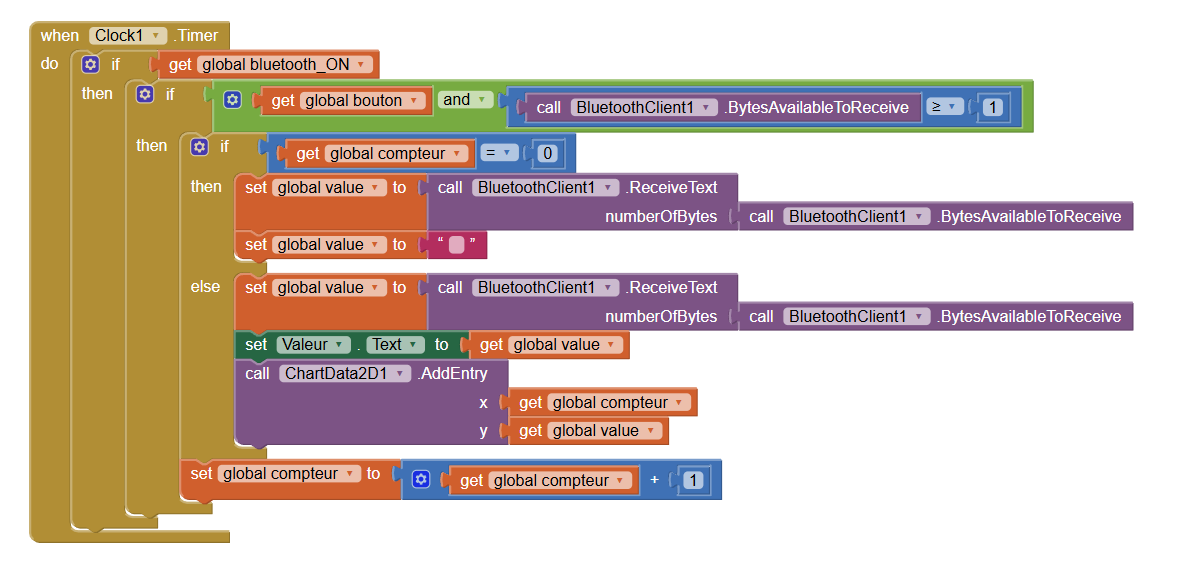 when Clock1 .Timer
do if get global bluetooth_ON
then if get global bouton and call BluetoothClient1 .BytesAvailableToReceive ≥ 1
then if get global compteur = 0
then set global value to call BluetoothClient1 .ReceiveText
numberOfBytes call BluetoothClient1 .BytesAvailableToReceive
set global value to “ ”
else set global value to call BluetoothClient1 .ReceiveText
numberOfBytes call BluetoothClient1 .BytesAvailableToReceive
set Valeur . Text to get global value
call ChartData2D1 .AddEntry
x get global compteur
y get global value
set global compteur to get global compteur + 1